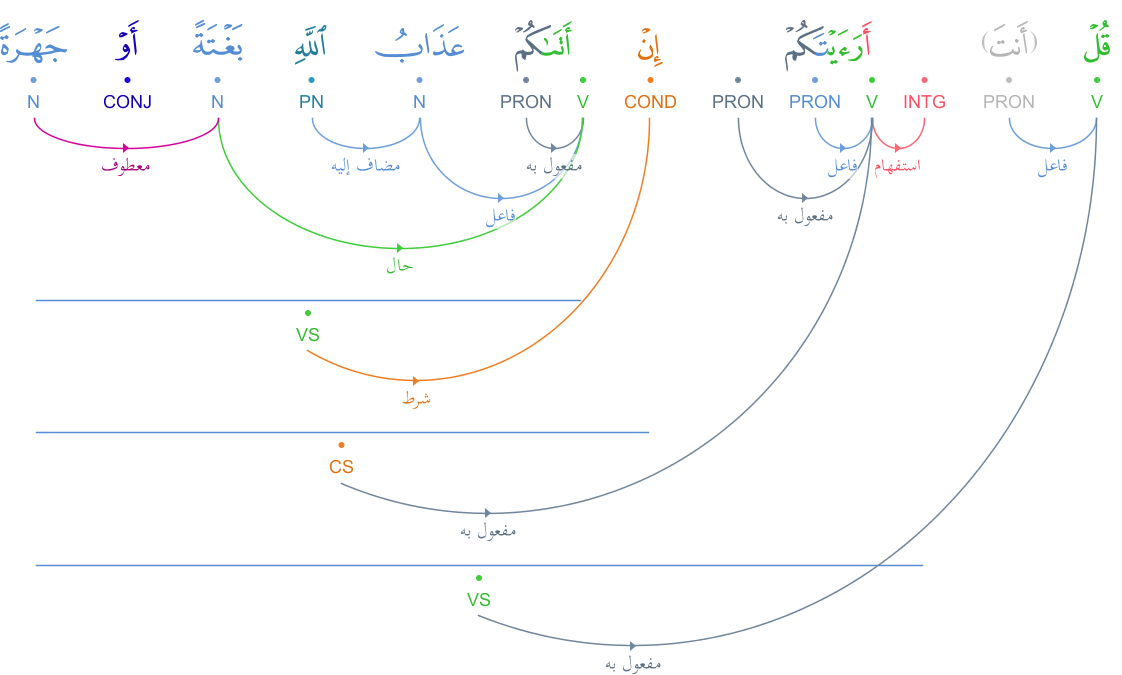 قُلْ (أَنتَ) أَرَءَيْتَكُمْ إِنْ أَتَىٰكُمْ عَذَابُ ٱللَّهِ بَغْتَةً أَوْ جَهْرَةً
N CONJ N PN N PRON V COND PRON PRON V INTG PRON V
معطوف مضاف إليه مفعول به فاعل استفهام فاعل
فاعل مفعول به
حال
VS
شرط
CS
مفعول به
VS
مفعول به